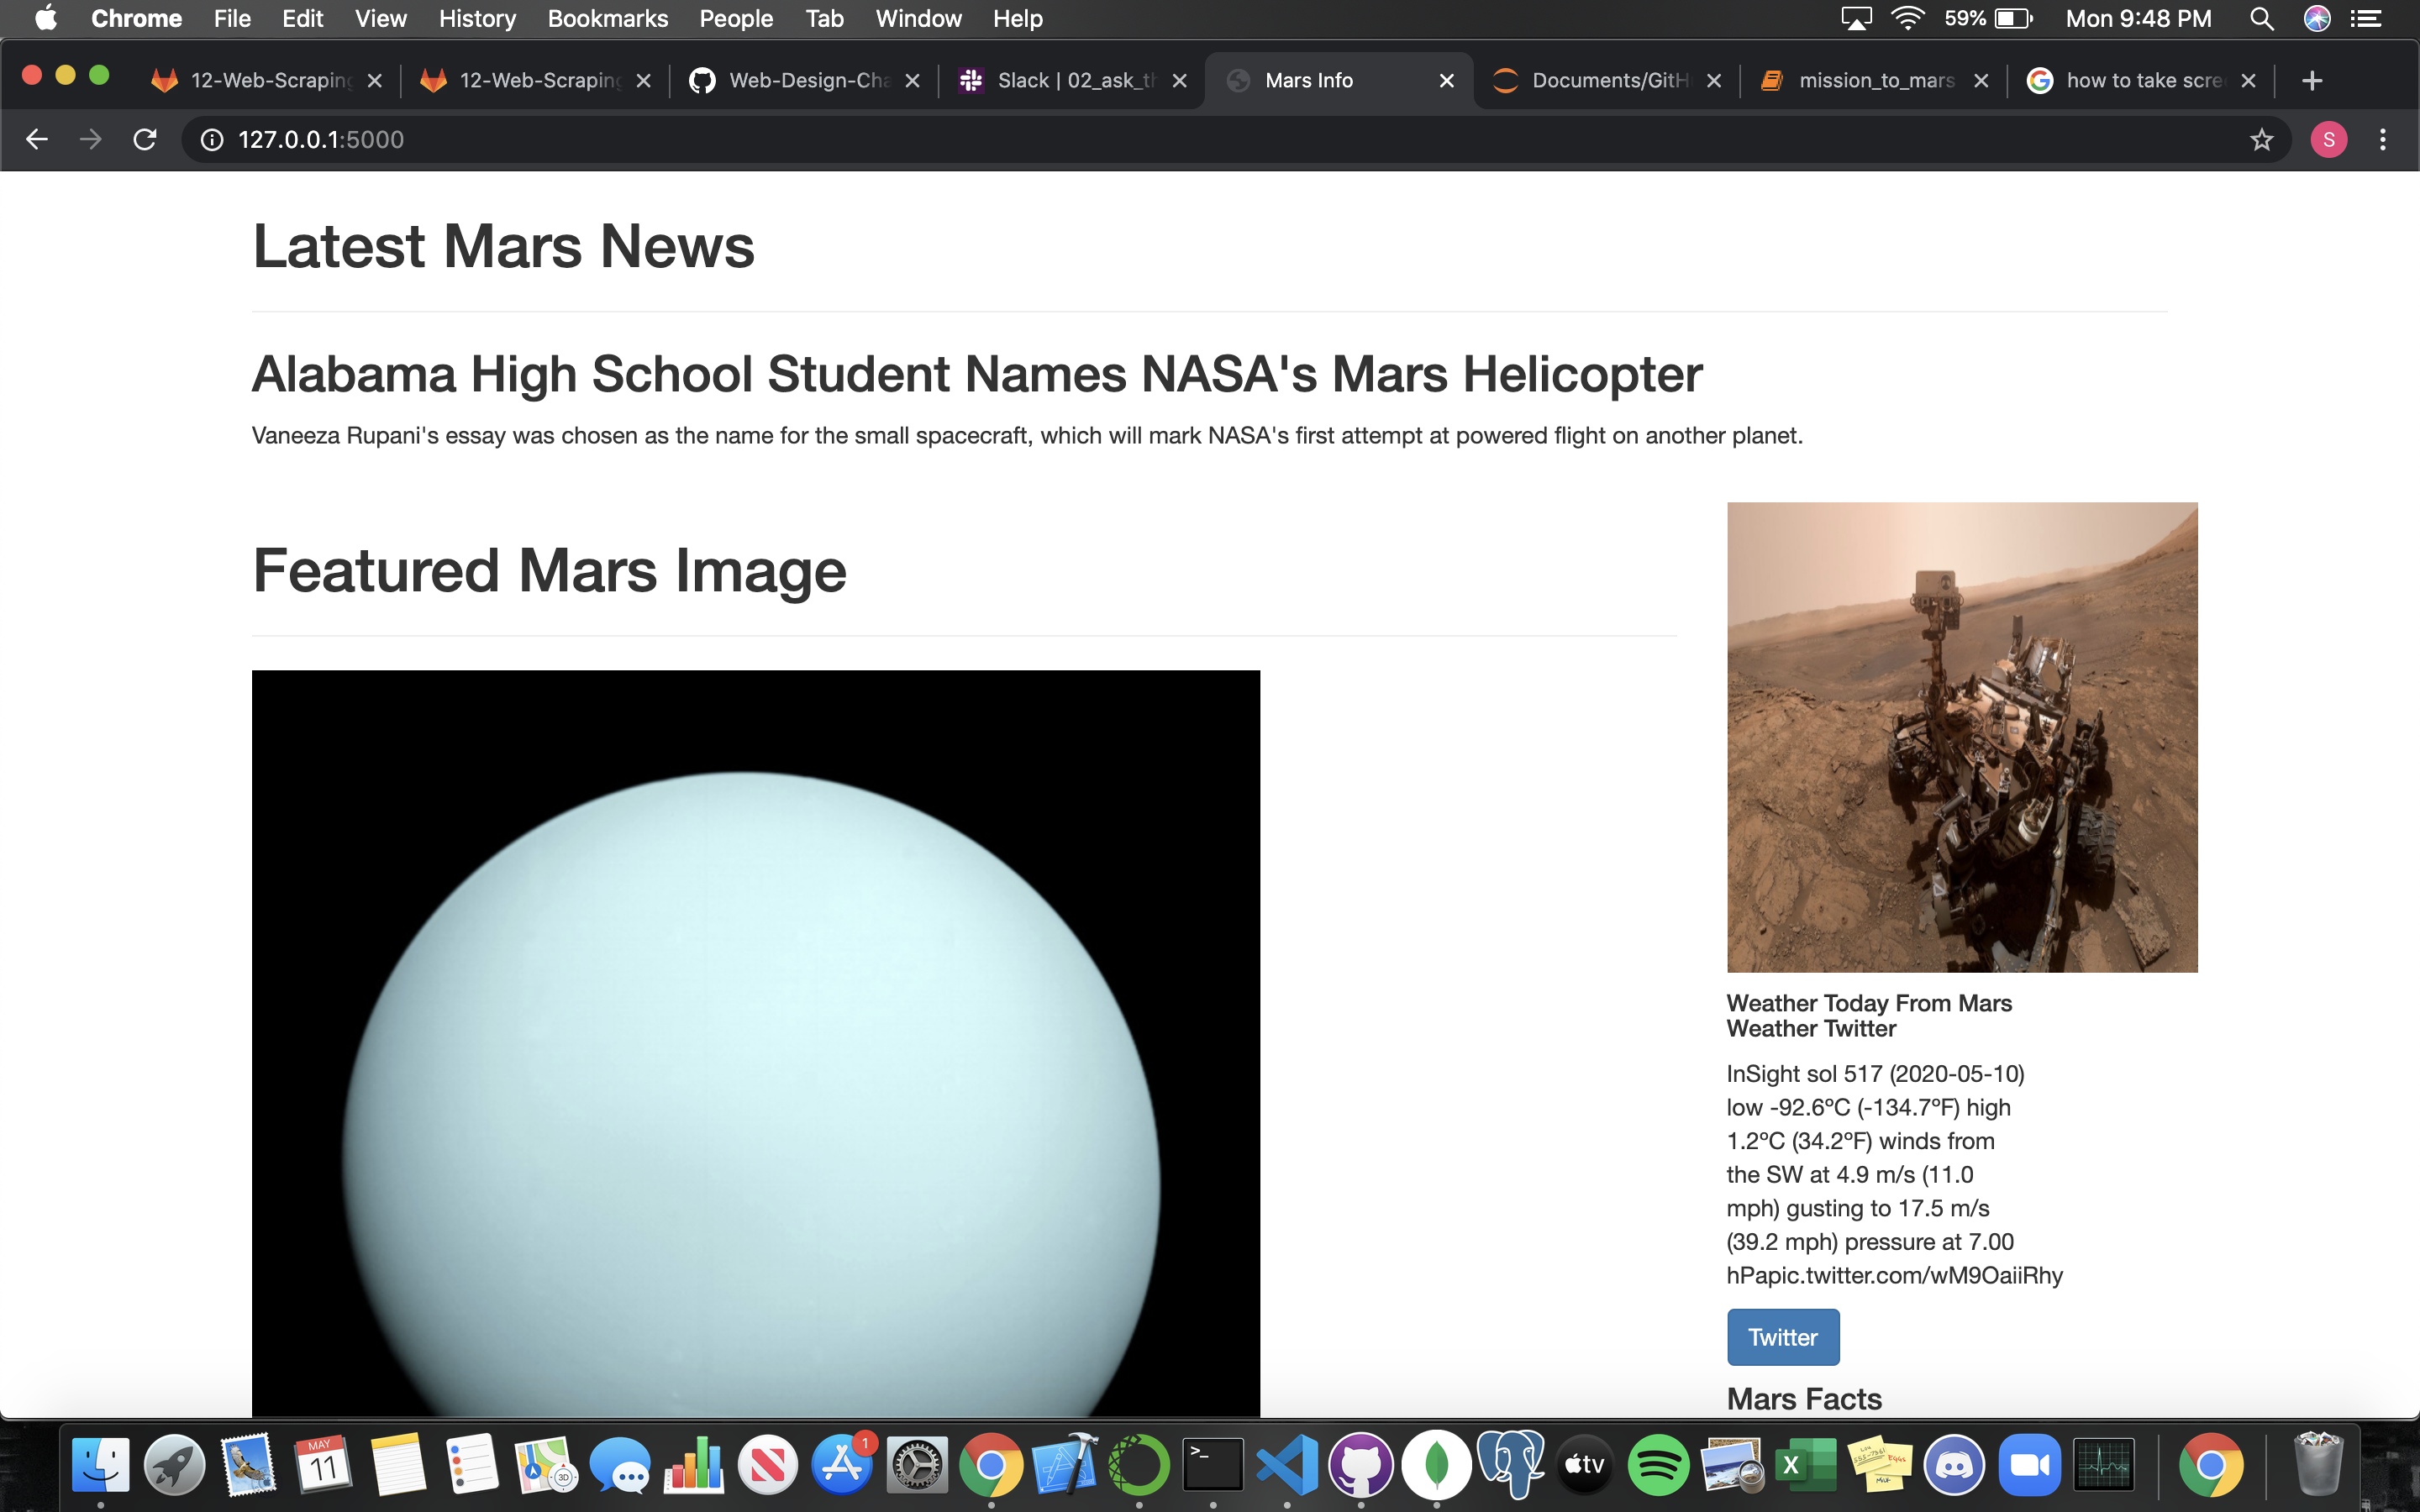 Chrome File Edit View History Bookmarks People Tab Window Help 59% Mon 9:48 PM
12-Web-Scraping 12-Web-Scraping Web-Design-Cha Slack | 02_ask_th Mars Info Documents/GitH mission_to_mars how to take scre
127.0.0.1:5000 S
Latest Mars News
Alabama High School Student Names NASA's Mars Helicopter
Vaneeza Rupani's essay was chosen as the name for the small spacecraft, which will mark NASA's first attempt at powered flight on another planet.
Featured Mars Image
Weather Today From Mars
Weather Twitter
InSight sol 517 (2020-05-10)
low -92.6ºC (-134.7ºF) high
1.2ºC (34.2ºF) winds from
the SW at 4.9 m/s (11.0
mph) gusting to 17.5 m/s
(39.2 mph) pressure at 7.00
hPapic.twitter.com/wM9OaiiRhy
Twitter
Mars Facts
MAY
11
3D
1
>_
tv
X